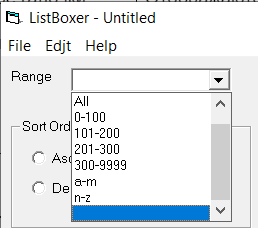 ListBoxer - Untitled
File Edjt Help
Range
All
0-100
101-200
201-300
300-9999
a-m
n-z
Sort Ord
Asc
De